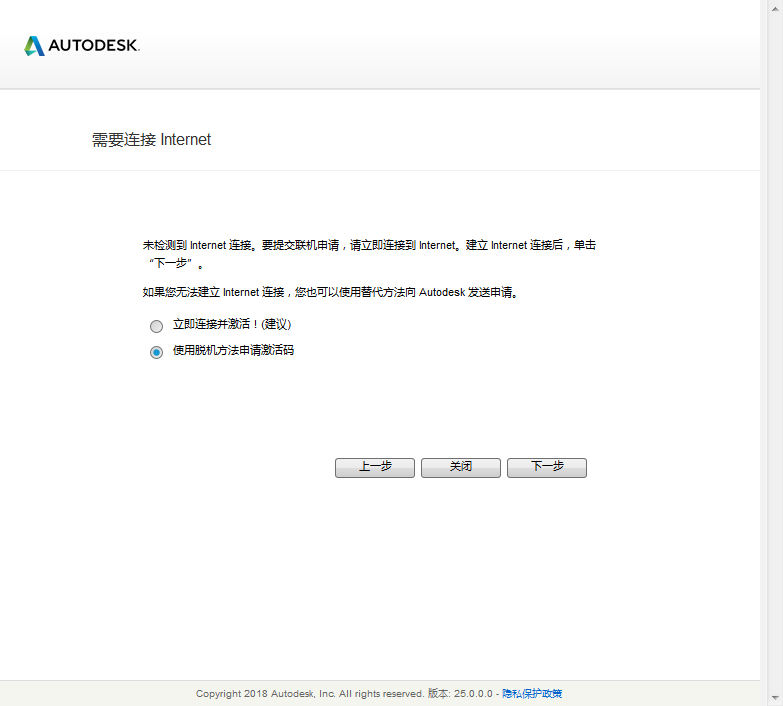 AUTODESK.
需要连接 Internet
未检测到 Internet 连接。要提交联机申请，请立即连接到 Internet。建立 Internet 连接后，单击
“下一步”。
如果您无法建立 Internet 连接，您也可以使用替代方法向 Autodesk 发送申请。
立即连接并激活！(建议)
使用脱机方法申请激活码
上一步 关闭 下一步
Copyright 2018 Autodesk, Inc. All rights reserved. 版本: 25.0.0.0 - 隐私保护政策